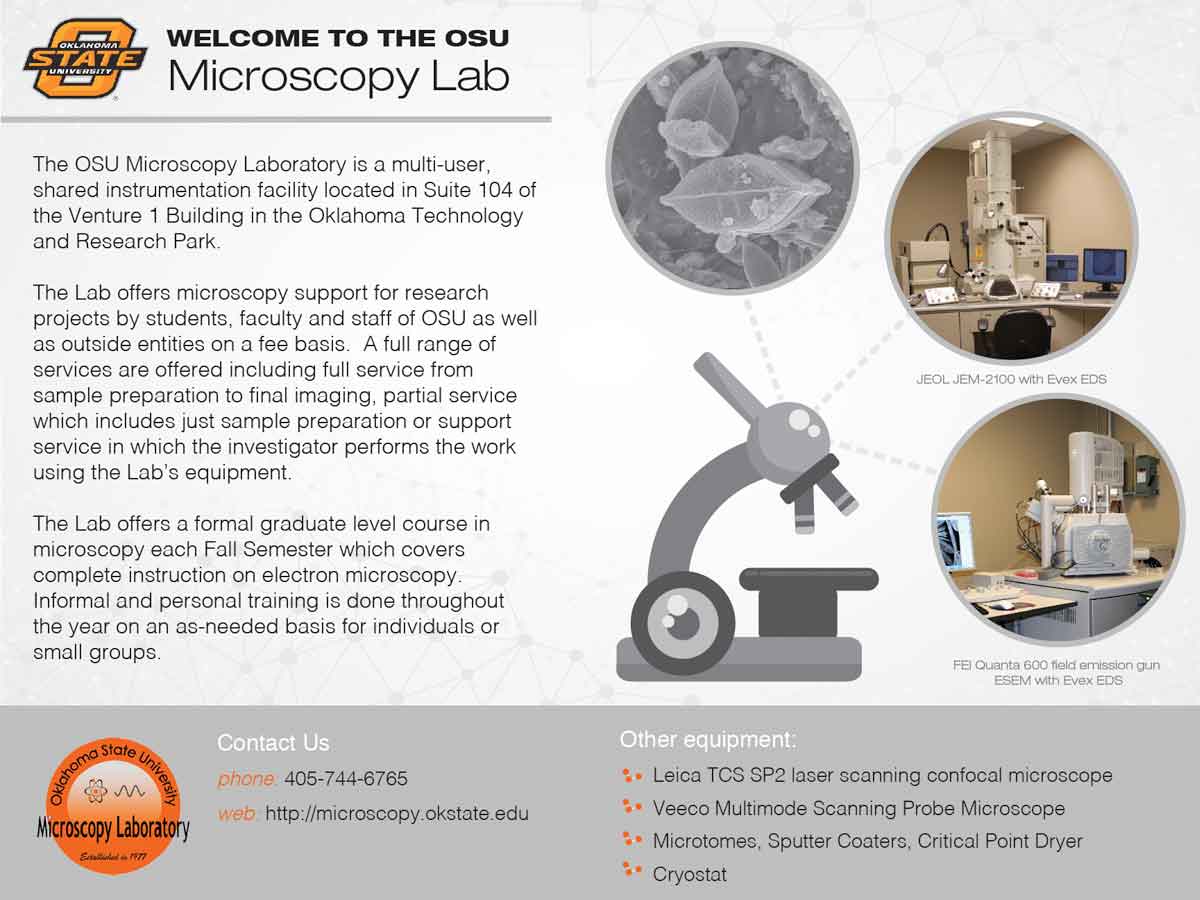 OKLAHOMA
STATE
UNIVERSITY
WELCOME TO THE OSU
Microscopy Lab
The OSU Microscopy Laboratory is a multi-user,
shared instrumentation facility located in Suite 104 of
the Venture 1 Building in the Oklahoma Technology
and Research Park.
The Lab offers microscopy support for research
projects by students, faculty and staff of OSU as well
as outside entities on a fee basis.  A full range of
services are offered including full service from
sample preparation to final imaging, partial service
which includes just sample preparation or support
service in which the investigator performs the work
using the Lab's equipment.
The Lab offers a formal graduate level course in
microscopy each Fall Semester which covers
complete instruction on electron microscopy.
Informal and personal training is done throughout
the year on an as-needed basis for individuals or
small groups.
JEOL JEM-2100 with Evex EDS
FEI Quanta 600 field emission gun
ESEM with Evex EDS
Oklahoma State University
Microscopy Laboratory
Established in 1977
Contact Us
phone: 405-744-6765
web: http://microscopy.okstate.edu
Other equipment:
Leica TCS SP2 laser scanning confocal microscope
Veeco Multimode Scanning Probe Microscope
Microtomes, Sputter Coaters, Critical Point Dryer
Cryostat